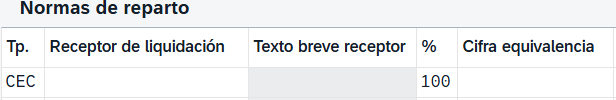 Normas de reparto
Tp. Receptor de liquidación Texto breve receptor % Cifra equivalencia
CEC 100